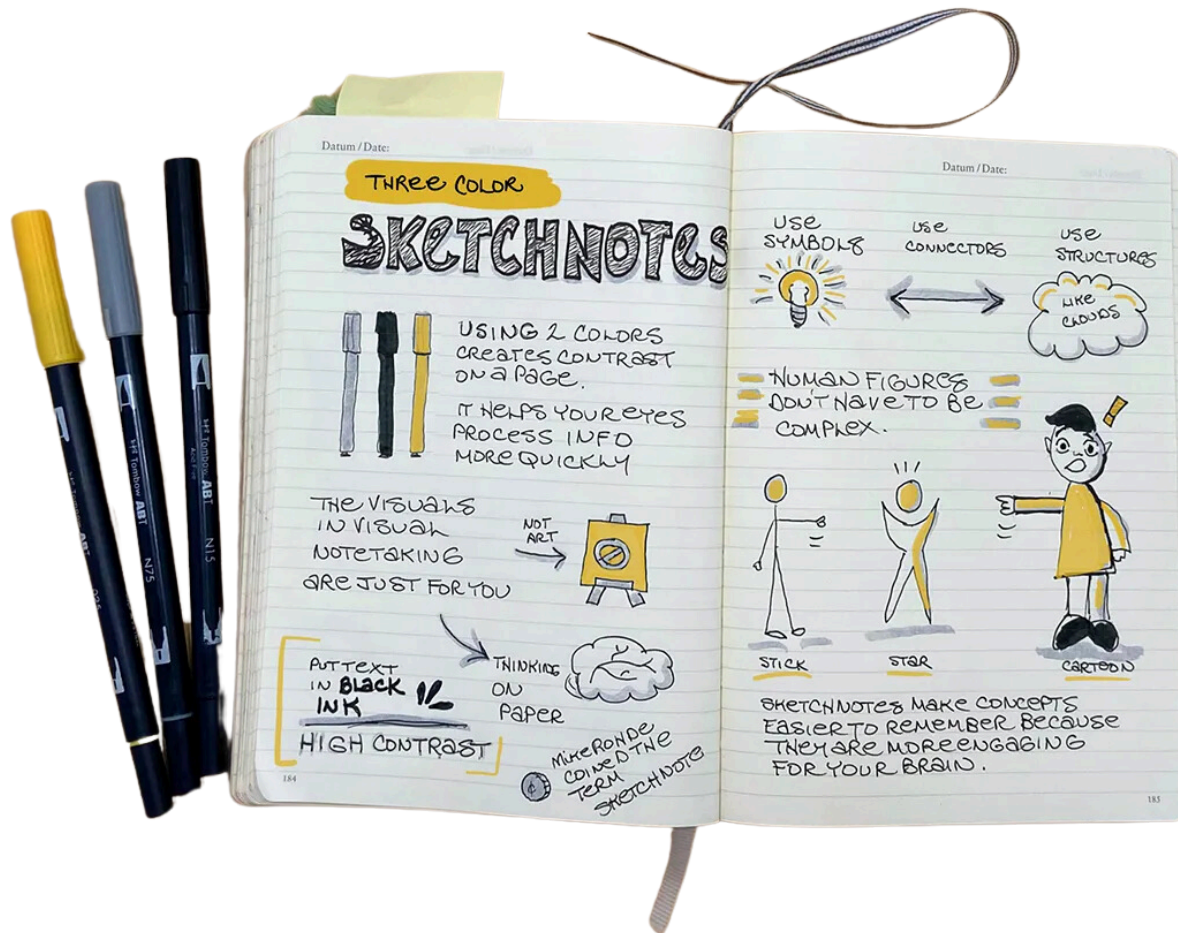 Datum / Date:
THREE COLOR
SKETCHNOTES
USING 2 COLORS
CREATES CONTRAST
ON A PAGE.
IT HELPS YOUR EYES
PROCESS INFO
MORE QUICKLY
THE VISUALS
IN VISUAL
NOTETAKING
ARE JUST FOR YOU
NOT
ART
PUT TEXT
IN BLACK
INK
HIGH CONTRAST
THINKING
ON
PAPER
MIKE RONDE
COINED THE
TERM
SKETCHNOTE
¢
184
Datum / Date:
USE
SYMBOLS
USE
CONNECTORS
USE
STRUCTURES
LIKE
CLOUDS
HUMAN FIGURES
DON'T HAVE TO BE
COMPLEX.
!
STICK
STAR
CARTOON
SKETCHNOTES MAKE CONCEPTS
EASIER TO REMEMBER BECAUSE
THEY ARE MORE ENGAGING
FOR YOUR BRAIN.
185
Tombow ABT
N75
Tombow ABT
N15